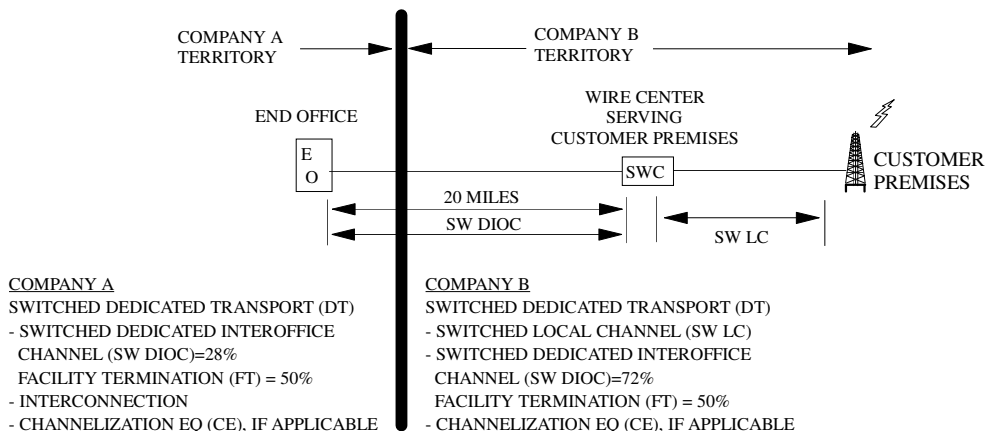 COMPANY A
TERRITORY
COMPANY B
TERRITORY
END OFFICE
WIRE CENTER
SERVING
CUSTOMER PREMISES
E
O
SWC
CUSTOMER
PREMISES
20 MILES
SW DIOC
SW LC
COMPANY A
SWITCHED DEDICATED TRANSPORT (DT)
- SWITCHED DEDICATED INTEROFFICE
CHANNEL (SW DIOC)=28%
FACILITY TERMINATION (FT) = 50%
- INTERCONNECTION
- CHANNELIZATION EQ (CE), IF APPLICABLE
COMPANY B
SWITCHED DEDICATED TRANSPORT (DT)
- SWITCHED LOCAL CHANNEL (SW LC)
- SWITCHED DEDICATED INTEROFFICE
CHANNEL (SW DIOC)=72%
FACILITY TERMINATION (FT) = 50%
- CHANNELIZATION EQ (CE), IF APPLICABLE